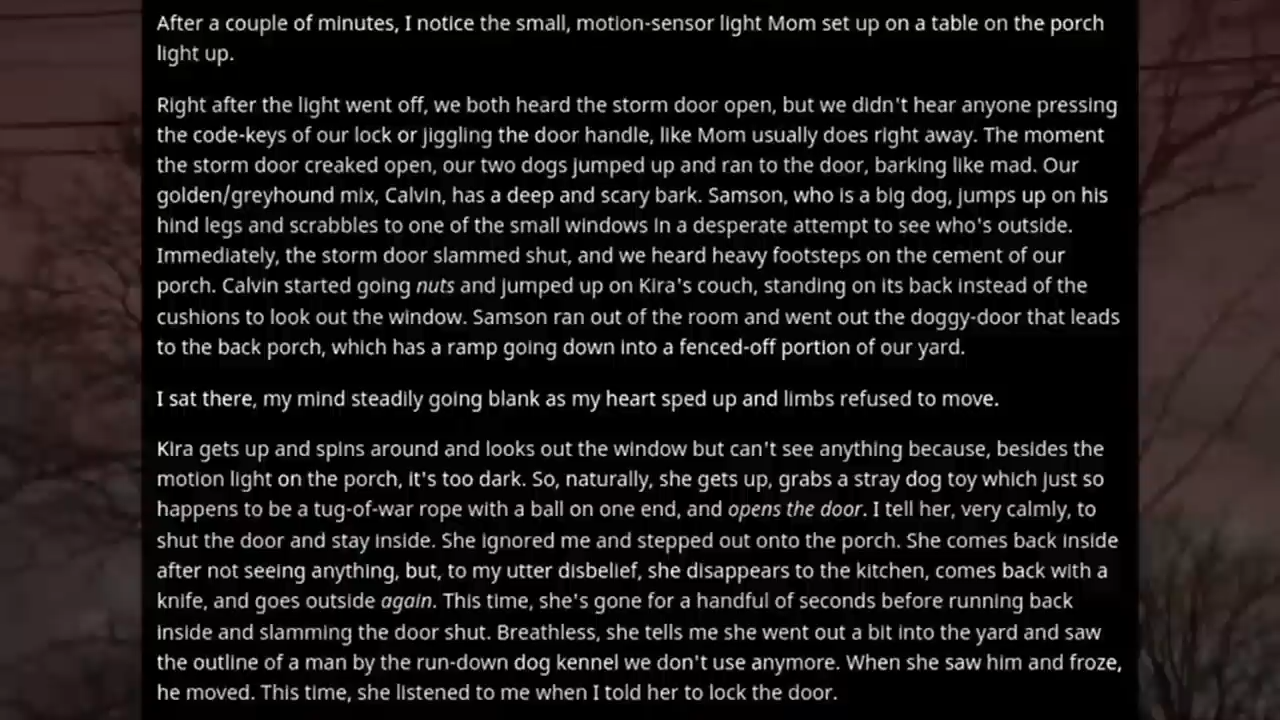 After a couple of minutes, I notice the small, motion-sensor light Mom set up on a table on the porch
light up.
Right after the light went off, we both heard the storm door open, but we didn't hear anyone pressing
the code-keys of our lock or jiggling the door handle, like Mom usually does right away. The moment
the storm door creaked open, our two dogs jumped up and ran to the door, barking like mad. Our
golden/greyhound mix, Calvin, has a deep and scary bark. Samson, who is a big dog, jumps up on his
hind legs and scrabbles to one of the small windows in a desperate attempt to see who's outside.
Immediately, the storm door slammed shut, and we heard heavy footsteps on the cement of our
porch. Calvin started going nuts and jumped up on Kira's couch, standing on its back instead of the
cushions to look out the window. Samson ran out of the room and went out the doggy-door that leads
to the back porch, which has a ramp going down into a fenced-off portion of our yard.
I sat there, my mind steadily going blank as my heart sped up and limbs refused to move.
Kira gets up and spins around and looks out the window but can't see anything because, besides the
motion light on the porch, it's too dark. So, naturally, she gets up, grabs a stray dog toy which just so
happens to be a tug-of-war rope with a ball on one end, and opens the door. I tell her, very calmly, to
shut the door and stay inside. She ignored me and stepped out onto the porch. She comes back inside
after not seeing anything, but, to my utter disbelief, she disappears to the kitchen, comes back with a
knife, and goes outside again. This time, she's gone for a handful of seconds before running back
inside and slamming the door shut. Breathless, she tells me she went out a bit into the yard and saw
the outline of a man by the run-down dog kennel we don't use anymore. When she saw him and froze,
he moved. This time, she listened to me when I told her to lock the door.